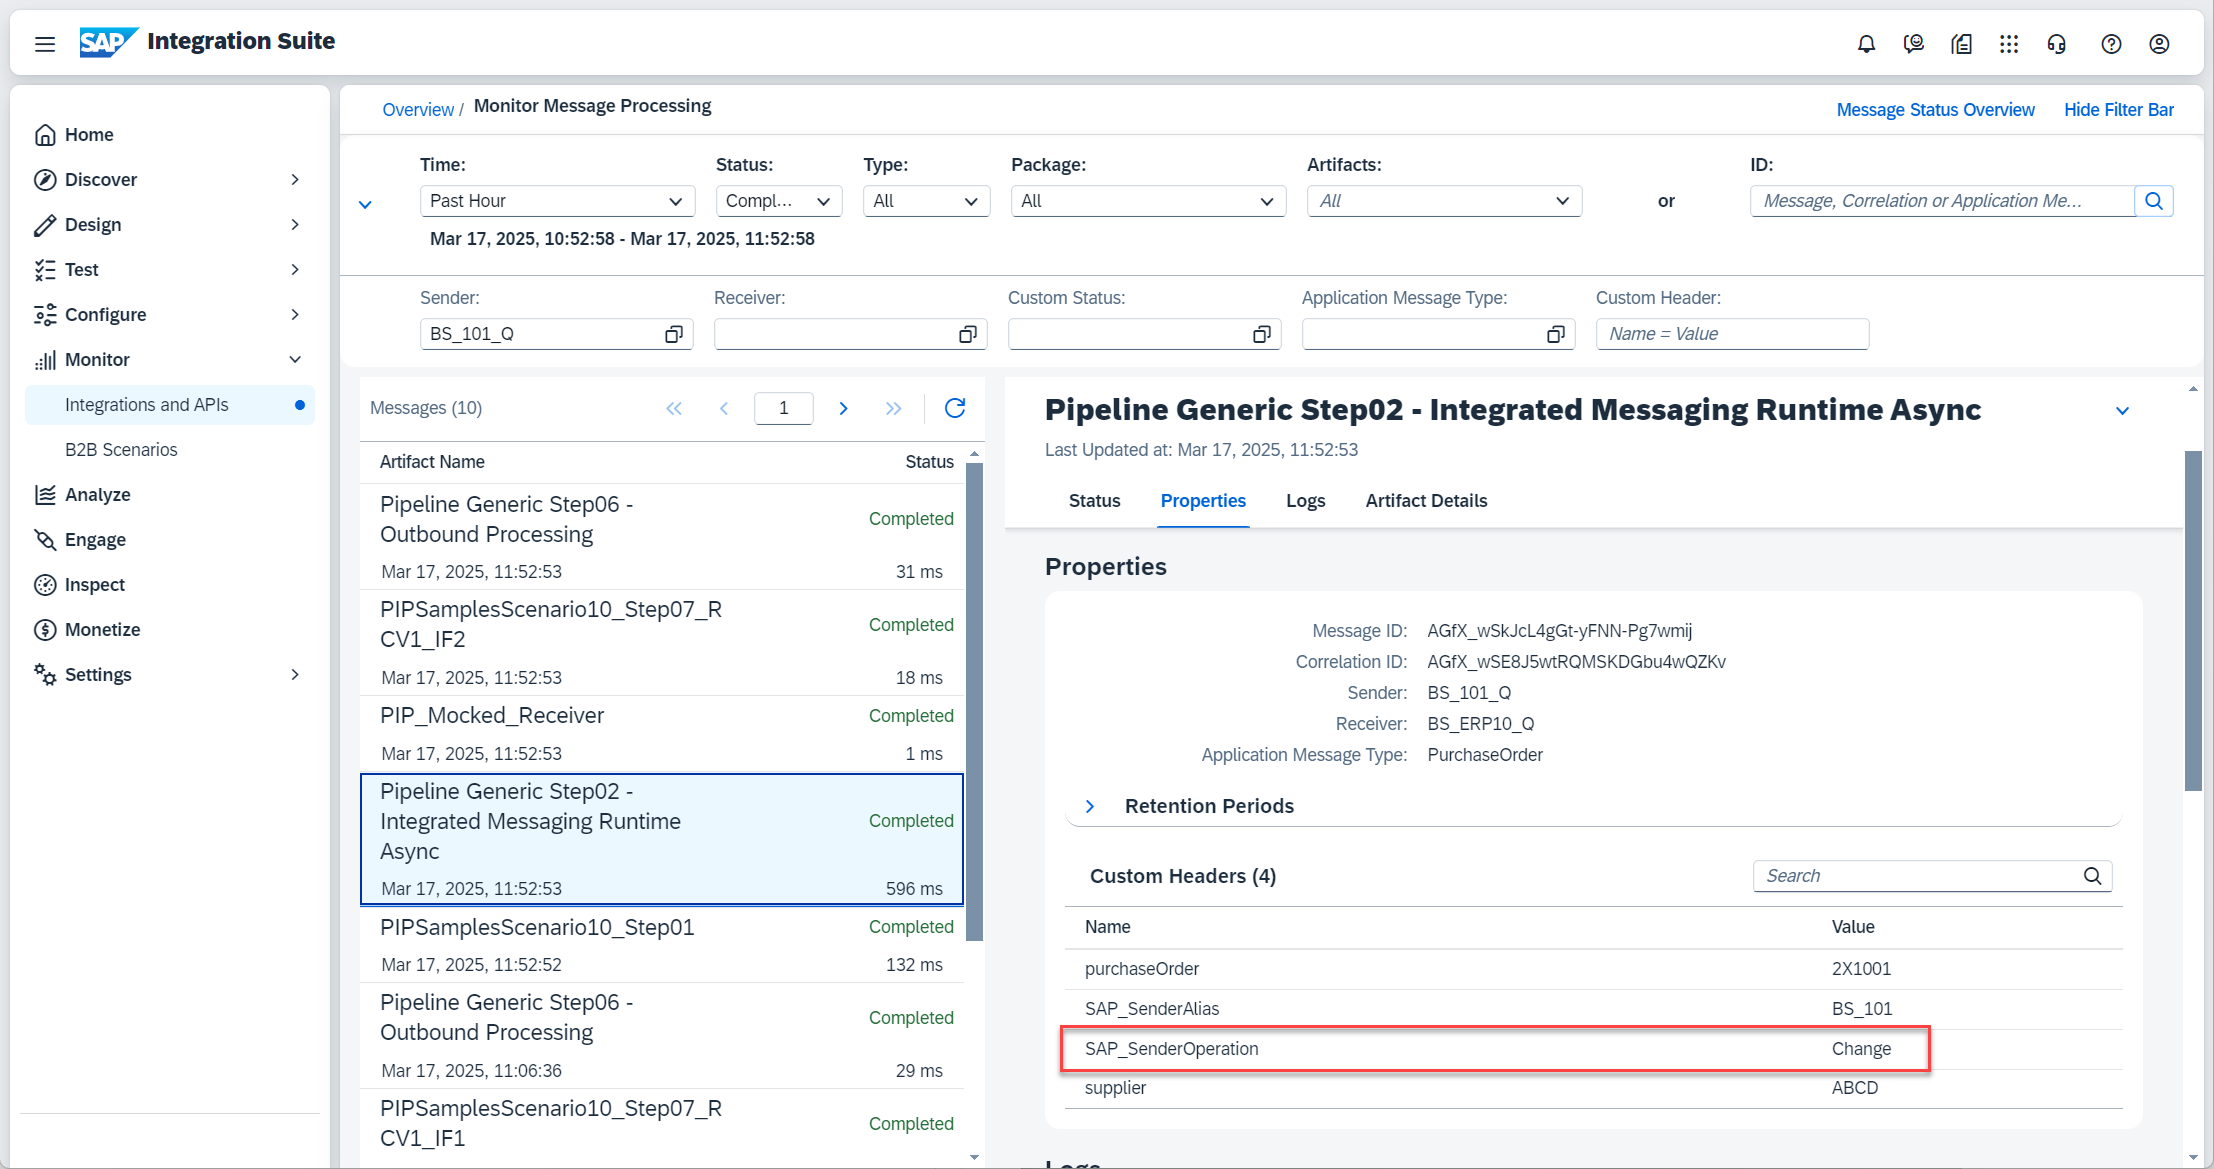 SAP Integration Suite
Home
Discover
Design
Test
Configure
Monitor
Integrations and APIs
B2B Scenarios
Analyze
Engage
Inspect
Monetize
Settings
Overview / Monitor Message Processing
Message Status Overview
Hide Filter Bar
Time:
Status:
Type:
Package:
Artifacts:
ID:
Past Hour
Compl...
All
All
All
or
Message, Correlation or Application Me...
Mar 17, 2025, 10:52:58 - Mar 17, 2025, 11:52:58
Sender:
Receiver:
Custom Status:
Application Message Type:
Custom Header:
BS_101_Q
Name = Value
Messages (10)
1
Artifact Name
Status
Pipeline Generic Step06 -
Outbound Processing
Completed
Mar 17, 2025, 11:52:53
31 ms
PIPSamplesScenario10_Step07_R
CV1_IF2
Completed
Mar 17, 2025, 11:52:53
18 ms
PIP_Mocked_Receiver
Completed
Mar 17, 2025, 11:52:53
1 ms
Pipeline Generic Step02 -
Integrated Messaging Runtime
Async
Completed
Mar 17, 2025, 11:52:53
596 ms
PIPSamplesScenario10_Step01
Completed
Mar 17, 2025, 11:52:52
132 ms
Pipeline Generic Step06 -
Outbound Processing
Completed
Mar 17, 2025, 11:06:36
29 ms
PIPSamplesScenario10_Step07_R
CV1_IF1
Completed
Pipeline Generic Step02 - Integrated Messaging Runtime Async
Last Updated at: Mar 17, 2025, 11:52:53
Status
Properties
Logs
Artifact Details
Properties
Message ID: AGfX_wSkJcL4gGt-yFNN-Pg7wmij
Correlation ID: AGfX_wSE8J5wtRQMSKDGbu4wQZKv
Sender: BS_101_Q
Receiver: BS_ERP10_Q
Application Message Type: PurchaseOrder
Retention Periods
Custom Headers (4)
Search
Name
Value
purchaseOrder
2X1001
SAP_SenderAlias
BS_101
SAP_SenderOperation
Change
supplier
ABCD
Logs